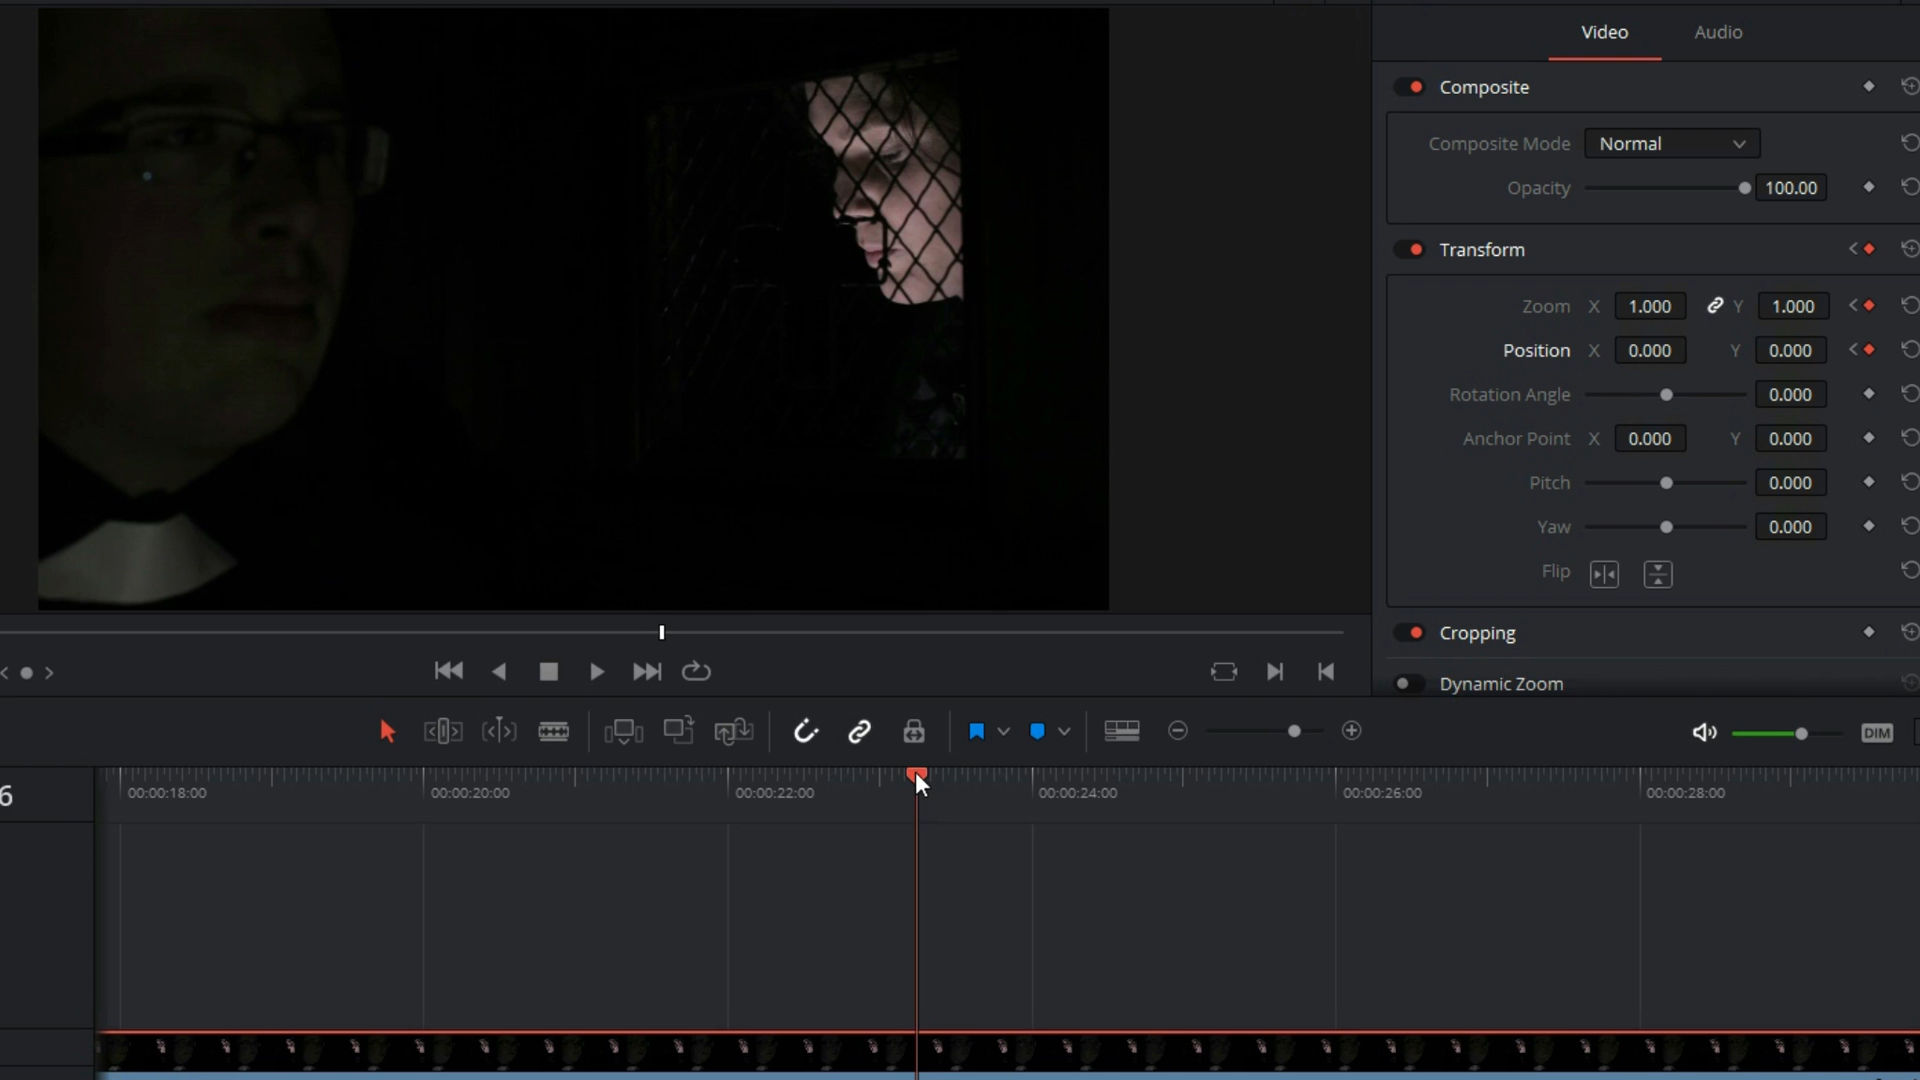 Video Audio
Composite
Composite Mode Normal
Opacity 100.00
Transform
Zoom X 1.000 Y 1.000
Position X 0.000 Y 0.000
Rotation Angle 0.000
Anchor Point X 0.000 Y 0.000
Pitch 0.000
Yaw 0.000
Flip
Cropping
Dynamic Zoom
DIM
6
00:00:18:00 00:00:20:00 00:00:22:00 00:00:24:00 00:00:26:00 00:00:28:00